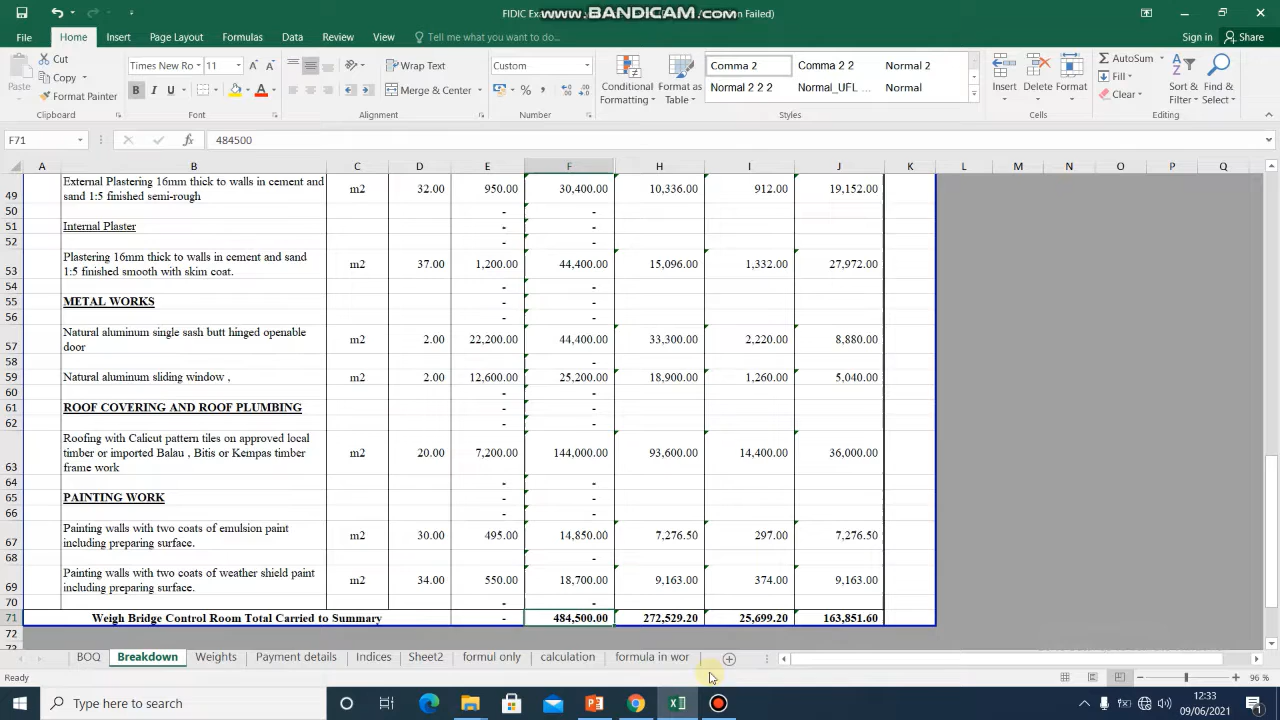 FIDIC Exa
www.BANDICAM.com
n Failed)
File Home Insert Page Layout Formulas Data Review View Tell me what you want to do...
Sign in Share
Paste Cut Copy Format Painter Clipboard
Times New Ro 11 B I U A A Font
Wrap Text Merge & Center Alignment
Custom % , Number
Conditional Formatting Format as Table
Comma 2 Comma 2 2 Normal 2
Normal 2 2 2 Normal_UFL ... Normal
Styles
Insert Delete Format Cells
AutoSum Fill Clear Sort & Filter Find & Select Editing
F71 fx 484500
A B C D E F H I J K L M N O P Q
49 External Plastering 16mm thick to walls in cement and m2 32.00 950.00 30,400.00 10,336.00 912.00 19,152.00
sand 1:5 finished semi-rough
50 - -
51 Internal Plaster - -
52 - -
53 Plastering 16mm thick to walls in cement and sand m2 37.00 1,200.00 44,400.00 15,096.00 1,332.00 27,972.00
1:5 finished smooth with skim coat.
54 - -
55 METAL WORKS - -
56 - -
57 Natural aluminum single sash butt hinged openable m2 2.00 22,200.00 44,400.00 33,300.00 2,220.00 8,880.00
door
58 -
59 Natural aluminum sliding window , m2 2.00 12,600.00 25,200.00 18,900.00 1,260.00 5,040.00
60 - -
61 ROOF COVERING AND ROOF PLUMBING - -
62 - -
63 Roofing with Calicut pattern tiles on approved local m2 20.00 7,200.00 144,000.00 93,600.00 14,400.00 36,000.00
timber or imported Balau , Bitis or Kempas timber
frame work
64 - -
65 PAINTING WORK - -
66 - -
67 Painting walls with two coats of emulsion paint m2 30.00 495.00 14,850.00 7,276.50 297.00 7,276.50
including preparing surface.
68 -
69 Painting walls with two coats of weather shield paint m2 34.00 550.00 18,700.00 9,163.00 374.00 9,163.00
including preparing surface.
70 - -
71 Weigh Bridge Control Room Total Carried to Summary - 484,500.00 272,529.20 25,699.20 163,851.60
72
73
BOQ Breakdown Weights Payment details Indices Sheet2 formul only calculation formula in wor
Ready 96 %
Type here to search
12:33
09/06/2021